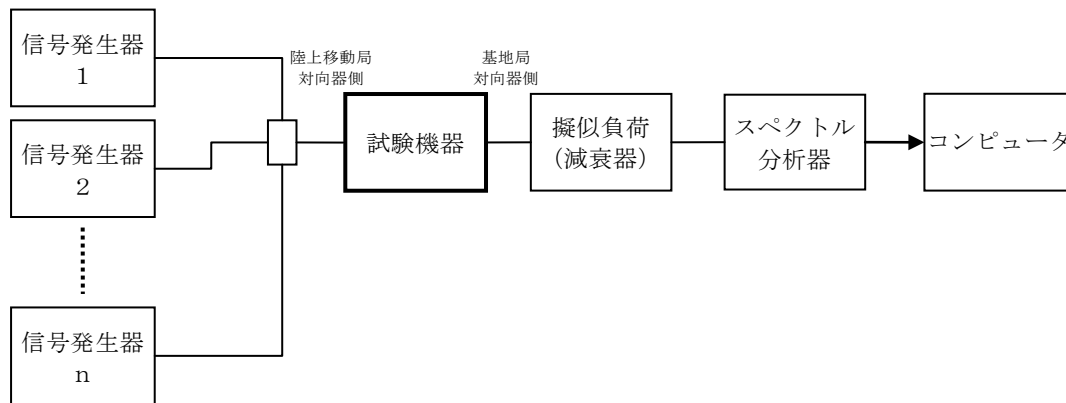 信号発生器
1
陸上移動局
対向器側
基地局
対向器側
信号発生器
2
試験機器
擬似負荷
(減衰器)
スペクトル
分析器
コンピュータ
信号発生器
n